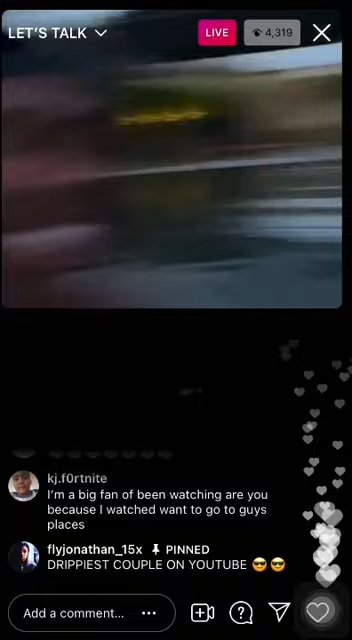 LET'S TALK
LIVE
4,319
kj.f0rtnite
I'm a big fan of been watching are you
because I watched want to go to guys
places
flyjonathan_15x PINNED
DRIPPIEST COUPLE ON YOUTUBE 😎😎
Add a comment...